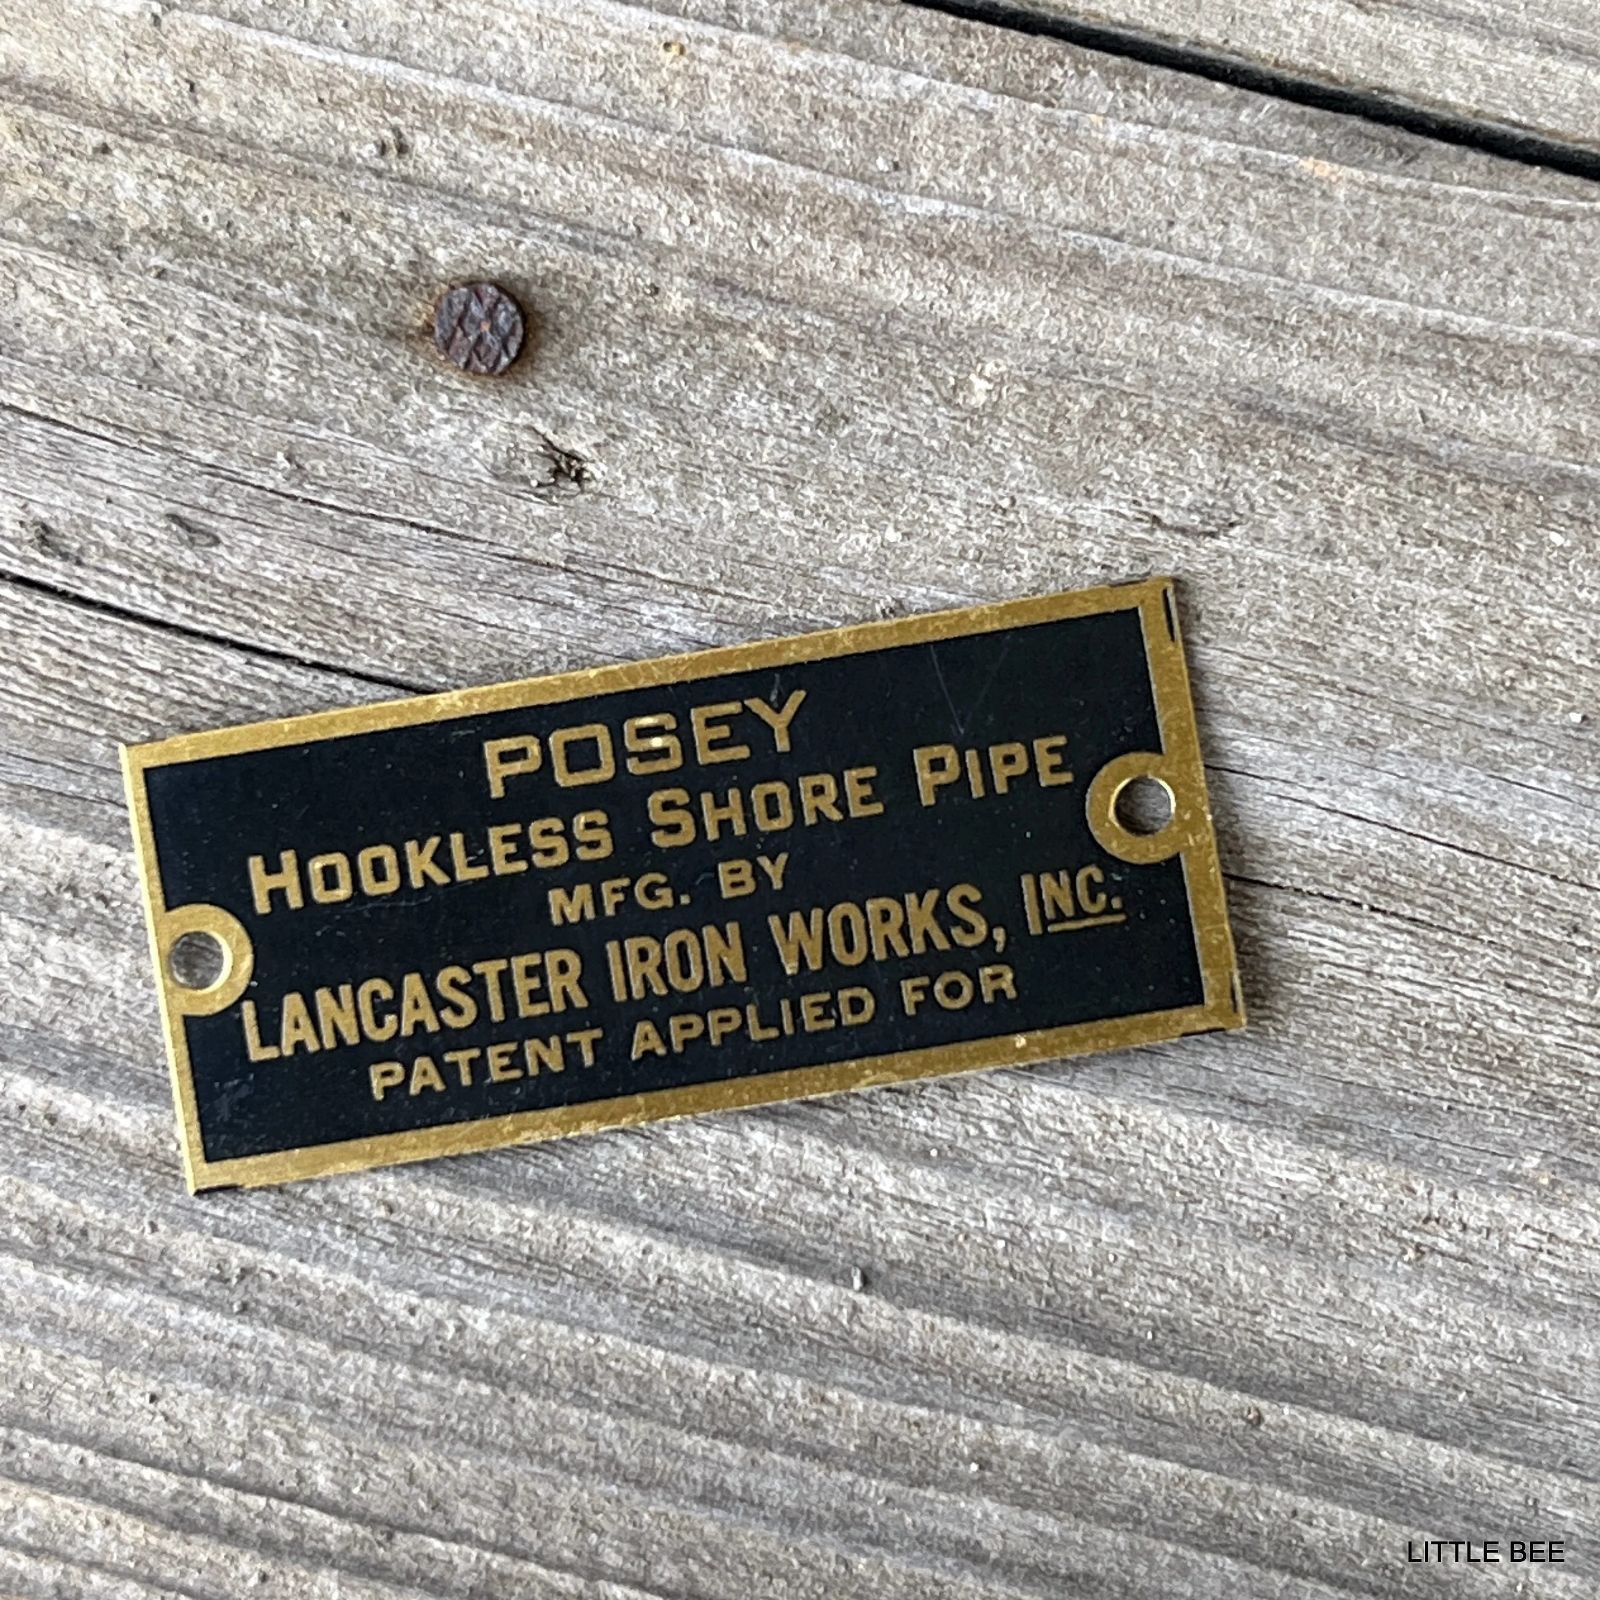 POSEY
HOOKLESS SHORE PIPE
MFG. BY
LANCASTER IRON WORKS, INC.
PATENT APPLIED FOR
LITTLE BEE